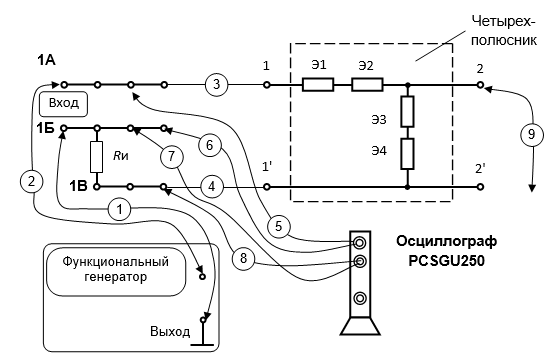 Четырех-
полюсник
1А
1
Э1
Э2
2
3
Вход
Э3
9
1Б
6
Rи
7
Э4
2
1В
4
1'
2'
1
5
8
Осциллограф
PCSGU250
Функциональный
генератор
Выход